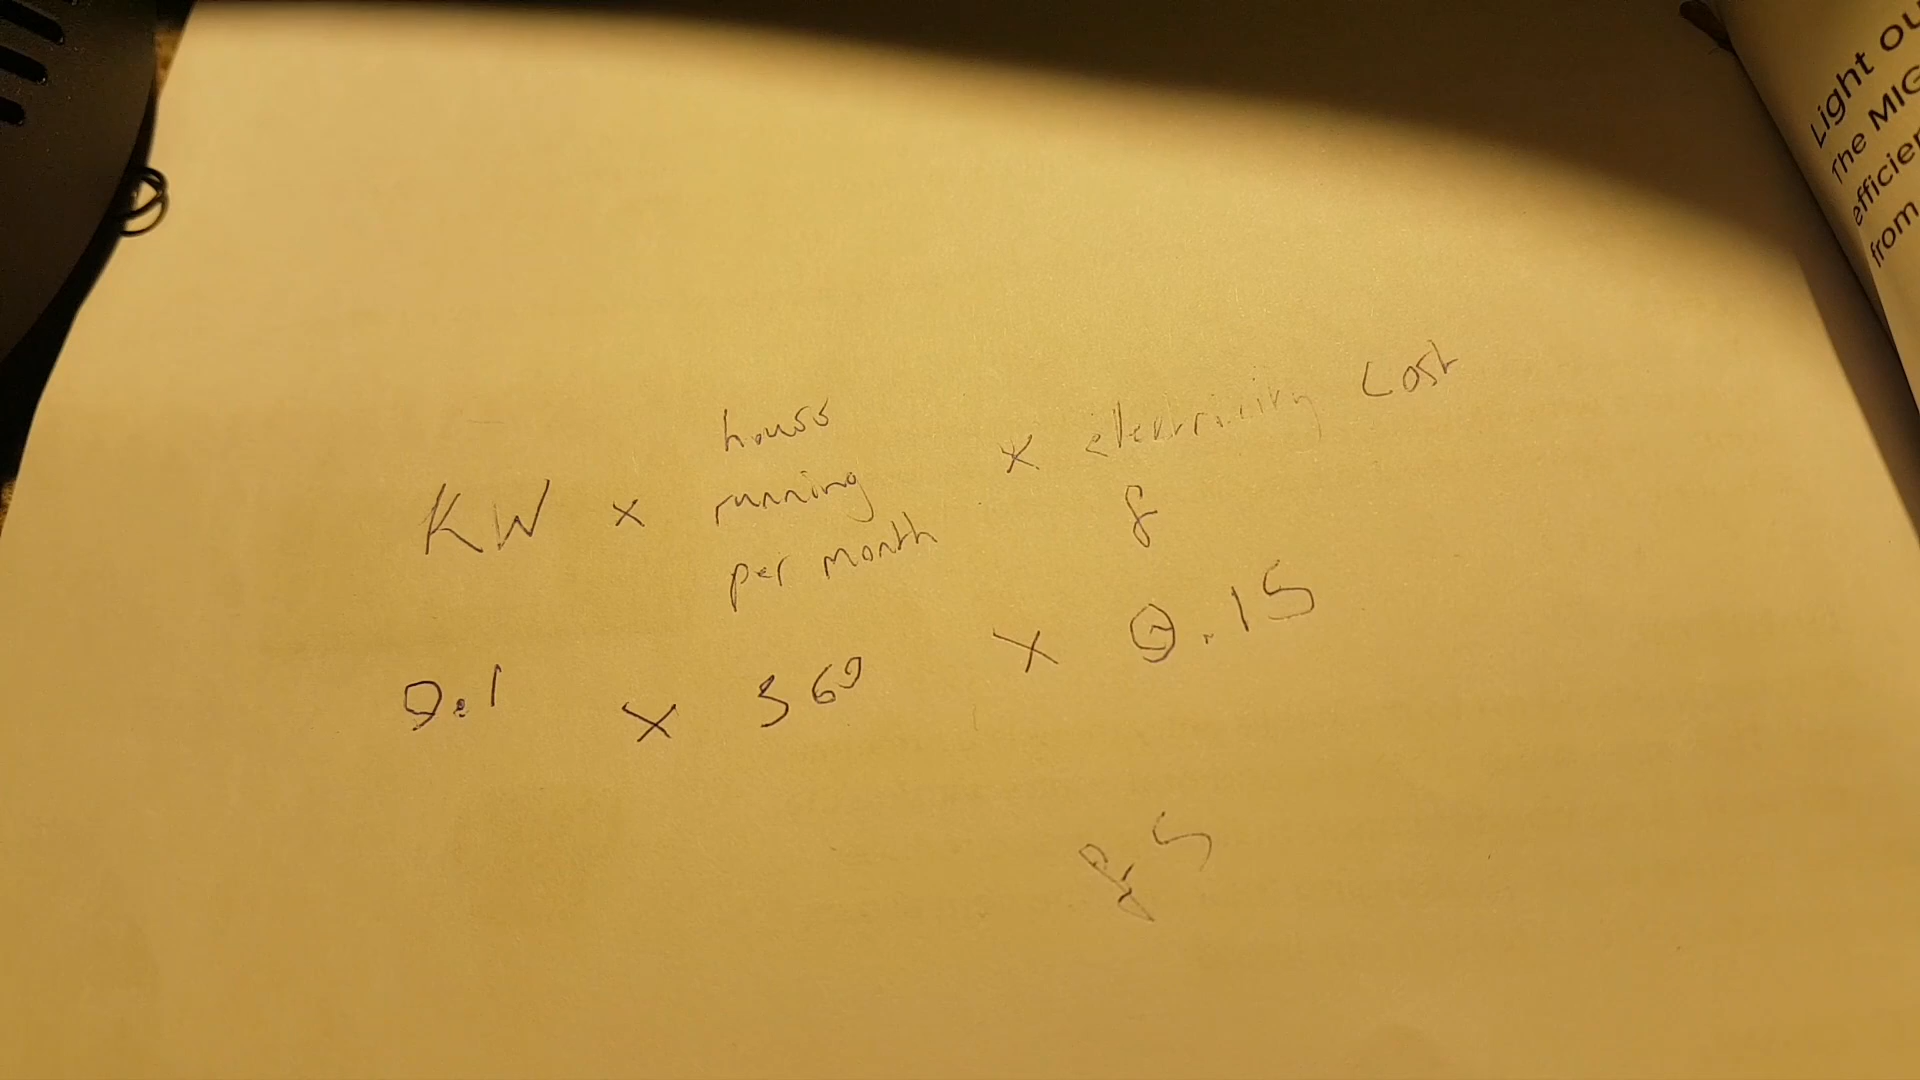 KW x hours running per month x electricity cost £
0.1 x 360 x 0.15
£5
Light ou
The MIG
efficien
from